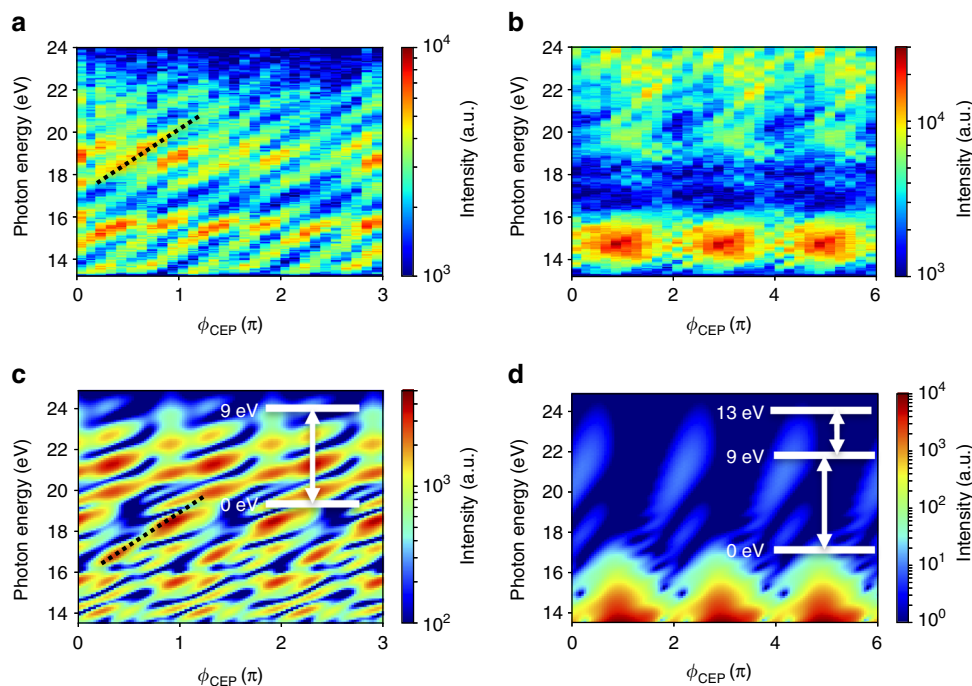 a
24
22
20
18
16
14
Photon energy (eV)
0
1
2
3
ϕCEP (π)
10⁴
10³
Intensity (a.u.)
b
24
22
20
18
16
14
Photon energy (eV)
0
2
4
6
ϕCEP (π)
10⁴
10³
Intensity (a.u.)
c
24
22
20
18
16
14
Photon energy (eV)
9 eV
0 eV
0
1
2
3
ϕCEP (π)
10³
10²
Intensity (a.u.)
d
24
22
20
18
16
14
Photon energy (eV)
13 eV
9 eV
0 eV
0
2
4
6
ϕCEP (π)
10⁴
10³
10²
10¹
10⁰
Intensity (a.u.)